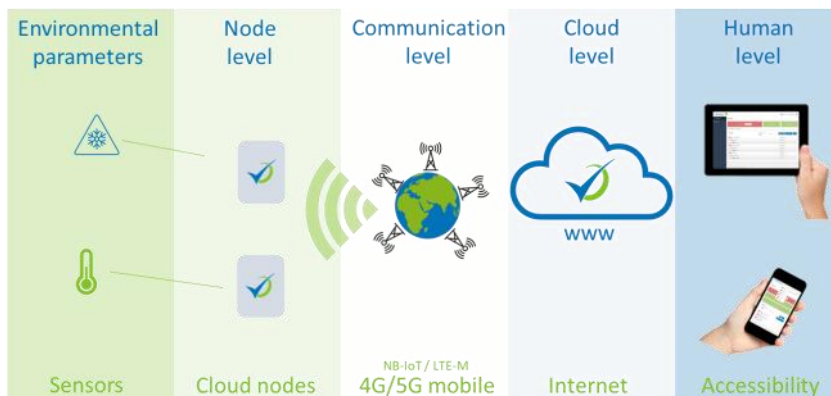 Environmental
parameters
Node
level
Communication
level
Cloud
level
Human
level
www
NB-IoT / LTE-M
Sensors
Cloud nodes
4G/5G mobile
Internet
Accessibility